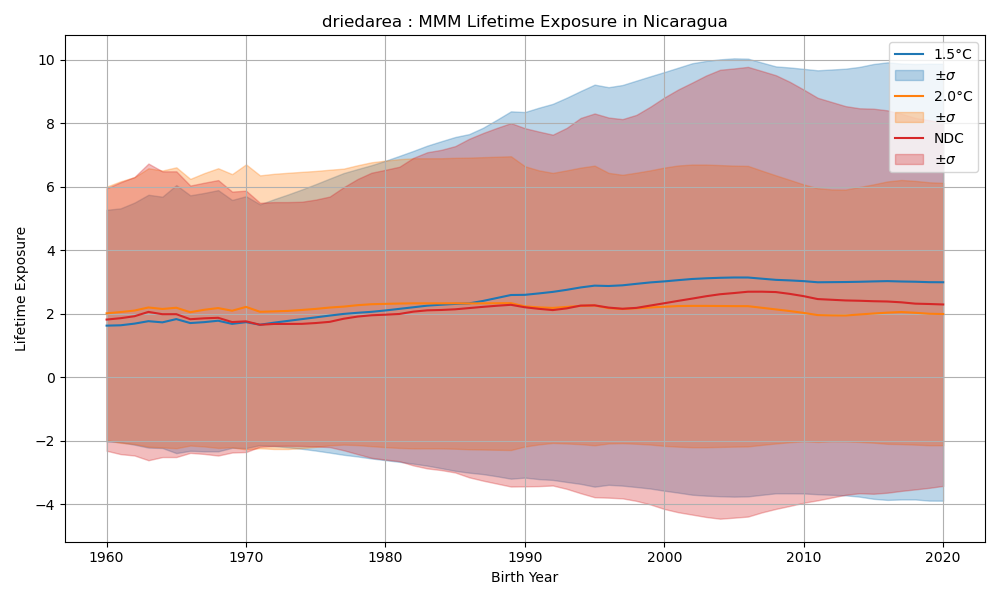 driedarea : MMM Lifetime Exposure in Nicaragua
1.5°C
±σ
2.0°C
±σ
NDC
±σ
Lifetime Exposure
10
8
6
4
2
0
−2
−4
1960
1970
1980
1990
2000
2010
2020
Birth Year